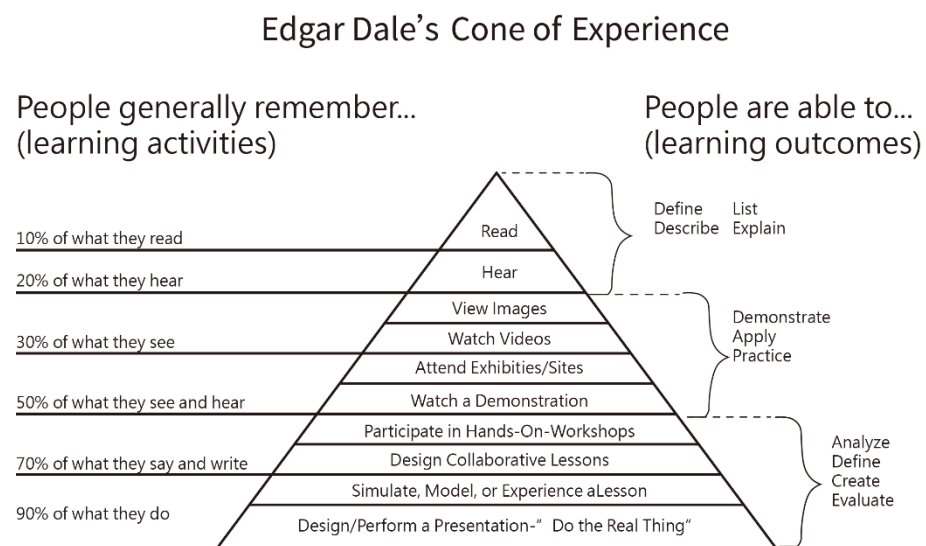 Edgar Dale’s Cone of Experience
People generally remember...
(learning activities)
People are able to...
(learning outcomes)
10% of what they read
20% of what they hear
30% of what they see
50% of what they see and hear
70% of what they say and write
90% of what they do
Read
Hear
View Images
Watch Videos
Attend Exhibities/Sites
Watch a Demonstration
Participate in Hands-On-Workshops
Design Collaborative Lessons
Simulate, Model, or Experience aLesson
Design/Perform a Presentation-” Do the Real Thing”
Define List
Describe Explain
Demonstrate
Apply
Practice
Analyze
Define
Create
Evaluate